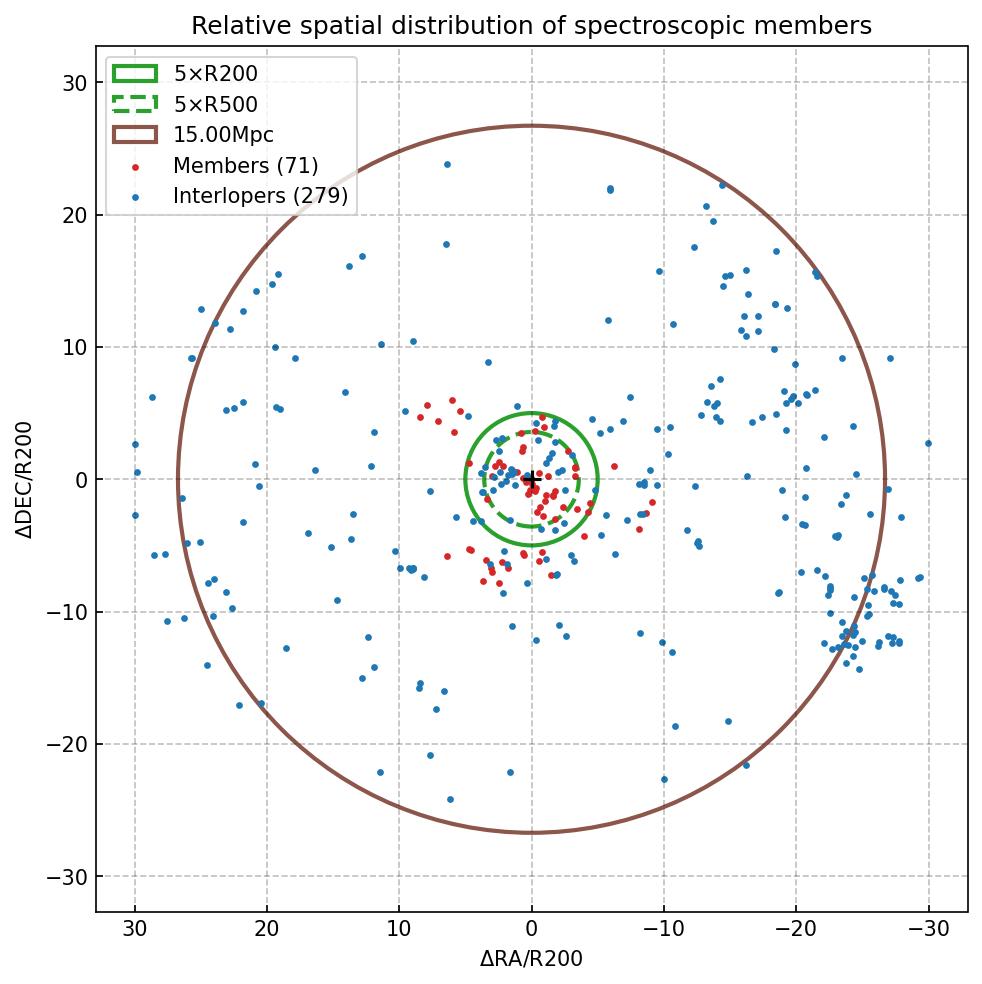 Relative spatial distribution of spectroscopic members
5×R200
5×R500
15.00Mpc
Members (71)
Interlopers (279)
30
20
10
0
−10
−20
−30
ΔDEC/R200
30 20 10 0 −10 −20 −30
ΔRA/R200